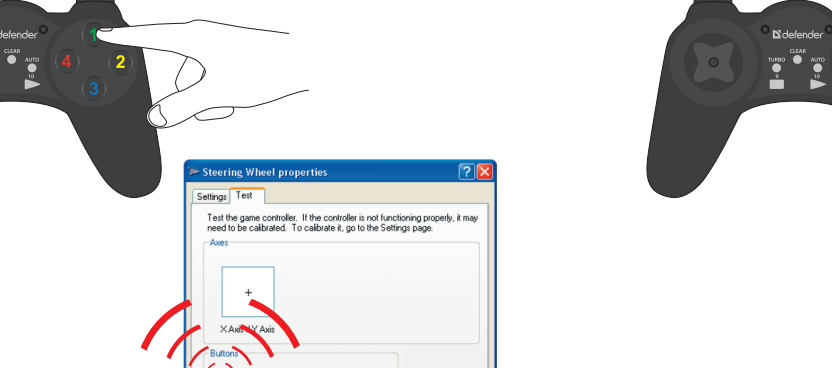 defender
CLEAR
AUTO
10
1
4
2
3
defender
CLEAR
TURBO
AUTO
9
10
Steering Wheel properties
Settings
Test
Test the game controller. If the controller is not functioning properly, it may
need to be calibrated. To calibrate it, go to the Settings page.
Axes
X Axis / Y Axis
Buttons